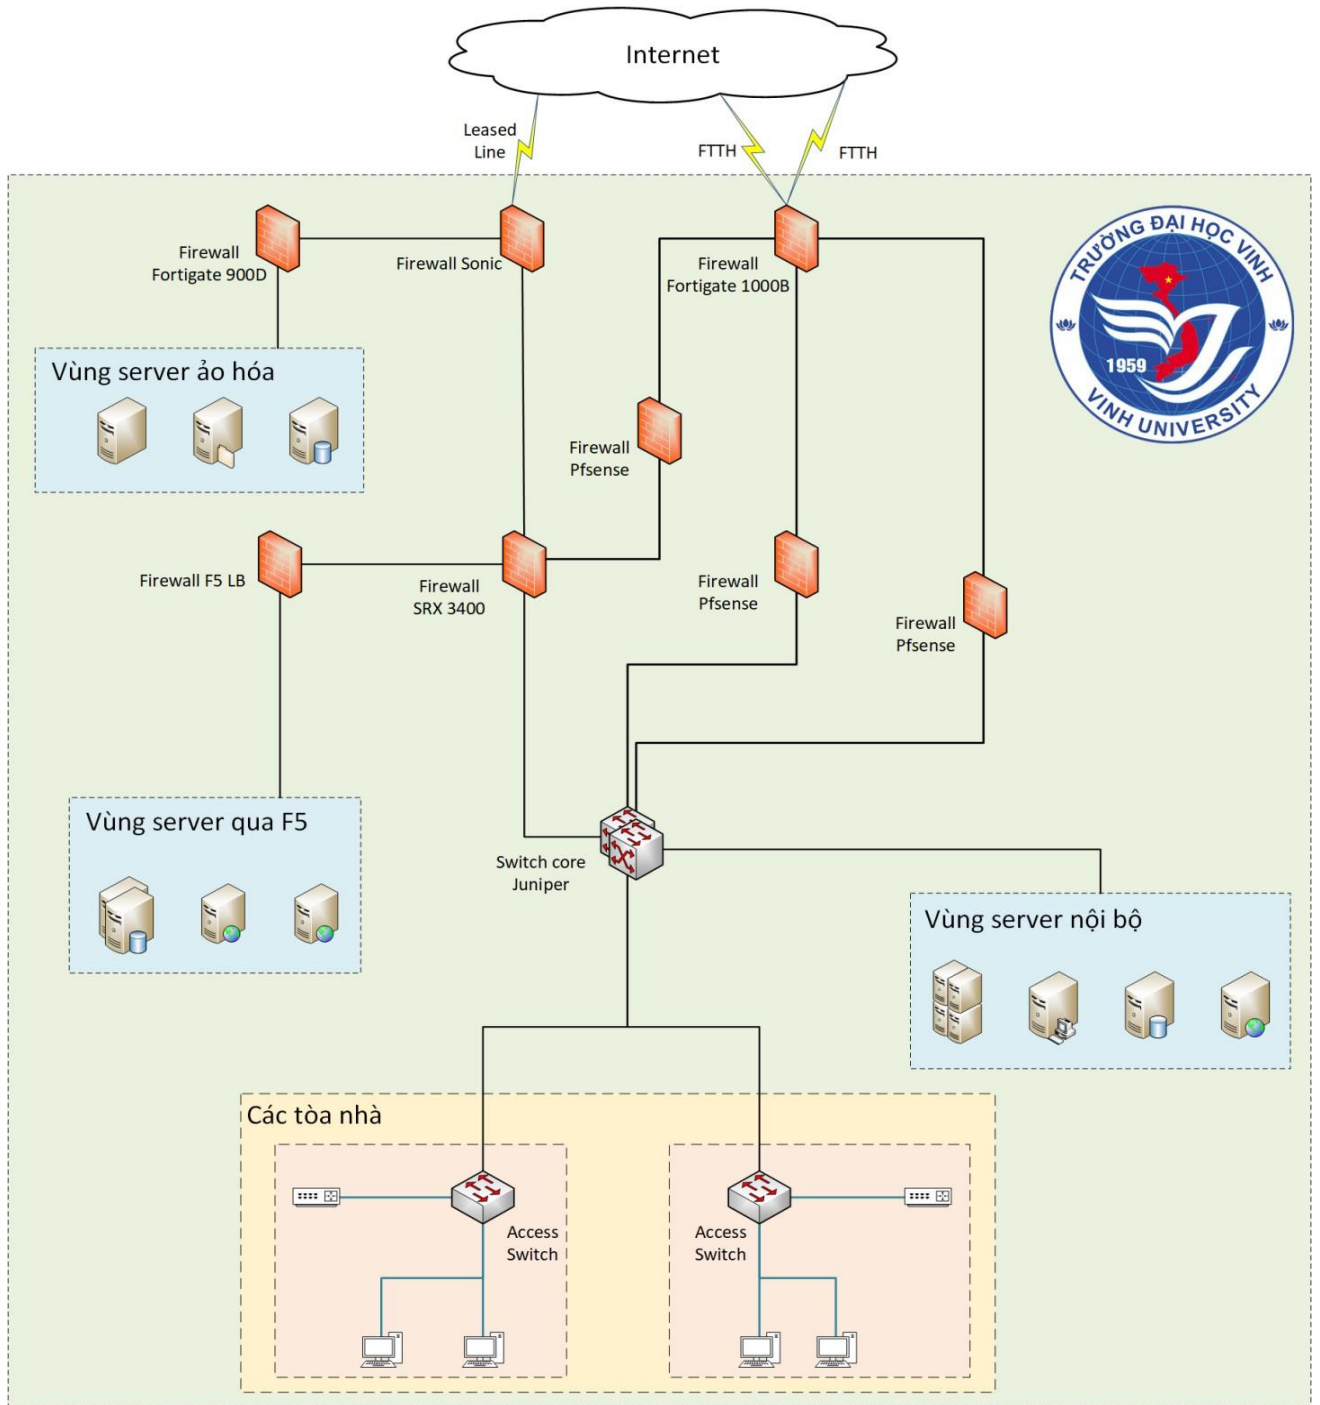 Internet
Leased
Line
FTTH
FTTH
Firewall
Fortigate 900D
Firewall Sonic
Firewall
Fortigate 1000B
TRƯỜNG ĐẠI HỌC VINH
1959
VINH UNIVERSITY
Vùng server ảo hóa
Firewall
Pfsense
Firewall F5 LB
Firewall
SRX 3400
Firewall
Pfsense
Firewall
Pfsense
Vùng server qua F5
Switch core
Juniper
Vùng server nội bộ
Các tòa nhà
Access
Switch
Access
Switch